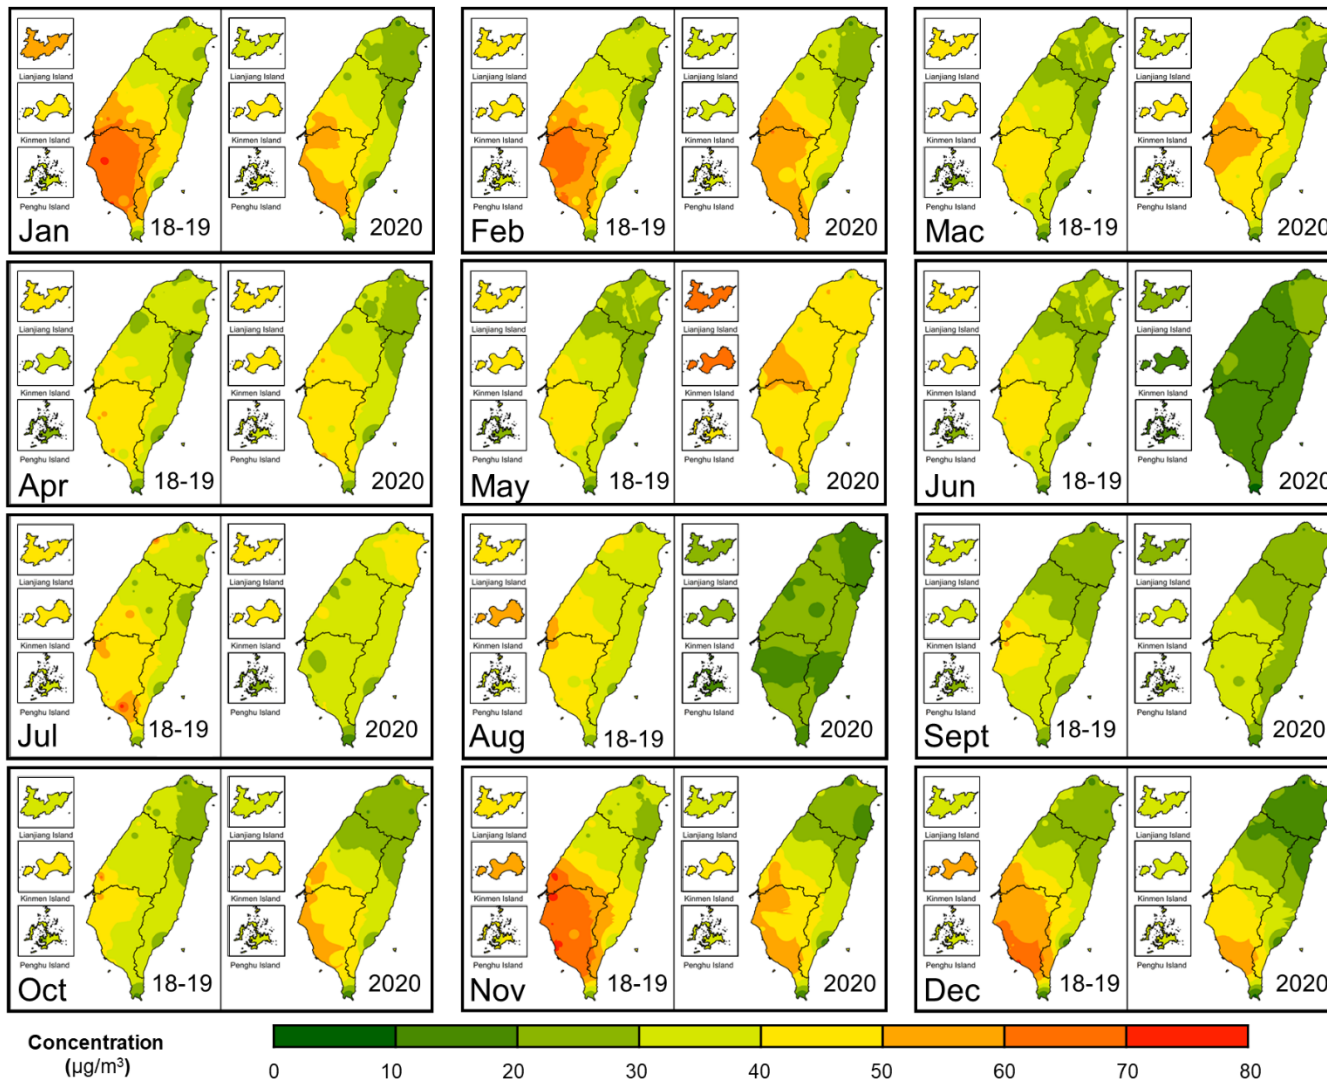 Lianjiang Island
Lianjiang Island
Kinmen Island
Kinmen Island
Penghu Island
Penghu Island
Jan 18-19 2020
Lianjiang Island
Lianjiang Island
Kinmen Island
Kinmen Island
Penghu Island
Penghu Island
Feb 18-19 2020
Lianjiang Island
Lianjiang Island
Kinmen Island
Kinmen Island
Penghu Island
Penghu Island
Mac 18-19 2020
Lianjiang Island
Lianjiang Island
Kinmen Island
Kinmen Island
Penghu Island
Penghu Island
Apr 18-19 2020
Lianjiang Island
Lianjiang Island
Kinmen Island
Kinmen Island
Penghu Island
Penghu Island
May 18-19 2020
Lianjiang Island
Lianjiang Island
Kinmen Island
Kinmen Island
Penghu Island
Penghu Island
Jun 18-19 2020
Lianjiang Island
Lianjiang Island
Kinmen Island
Kinmen Island
Penghu Island
Penghu Island
Jul 18-19 2020
Lianjiang Island
Lianjiang Island
Kinmen Island
Kinmen Island
Penghu Island
Penghu Island
Aug 18-19 2020
Lianjiang Island
Lianjiang Island
Kinmen Island
Kinmen Island
Penghu Island
Penghu Island
Sept 18-19 2020
Lianjiang Island
Lianjiang Island
Kinmen Island
Kinmen Island
Penghu Island
Penghu Island
Oct 18-19 2020
Lianjiang Island
Lianjiang Island
Kinmen Island
Kinmen Island
Penghu Island
Penghu Island
Nov 18-19 2020
Lianjiang Island
Lianjiang Island
Kinmen Island
Kinmen Island
Penghu Island
Penghu Island
Dec 18-19 2020
Concentration
(µg/m³)
0 10 20 30 40 50 60 70 80